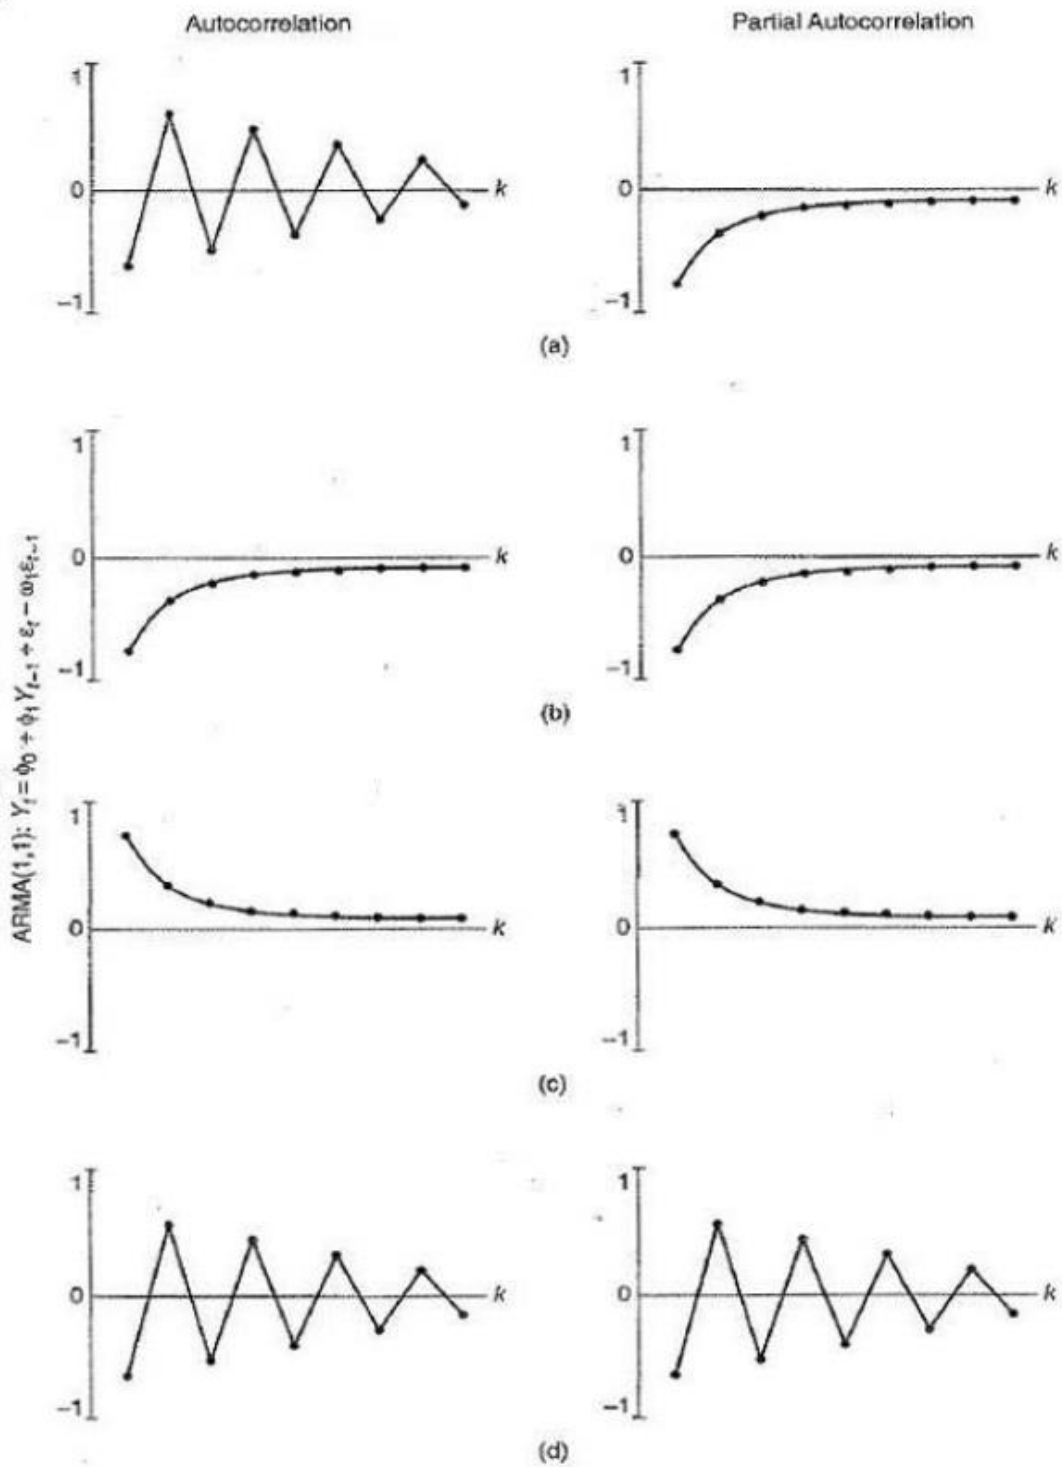 Autocorrelation
Partial Autocorrelation
1
0
-1
k
1
0
-1
k
(a)
ARMA(1,1): Yₜ = ϕ₀ + ϕ₁Yₜ₋₁ + εₜ − ω₁εₜ₋₁
1
0
-1
k
1
0
-1
k
(b)
1
0
-1
k
1
0
-1
k
(c)
1
0
-1
k
1
0
-1
k
(d)